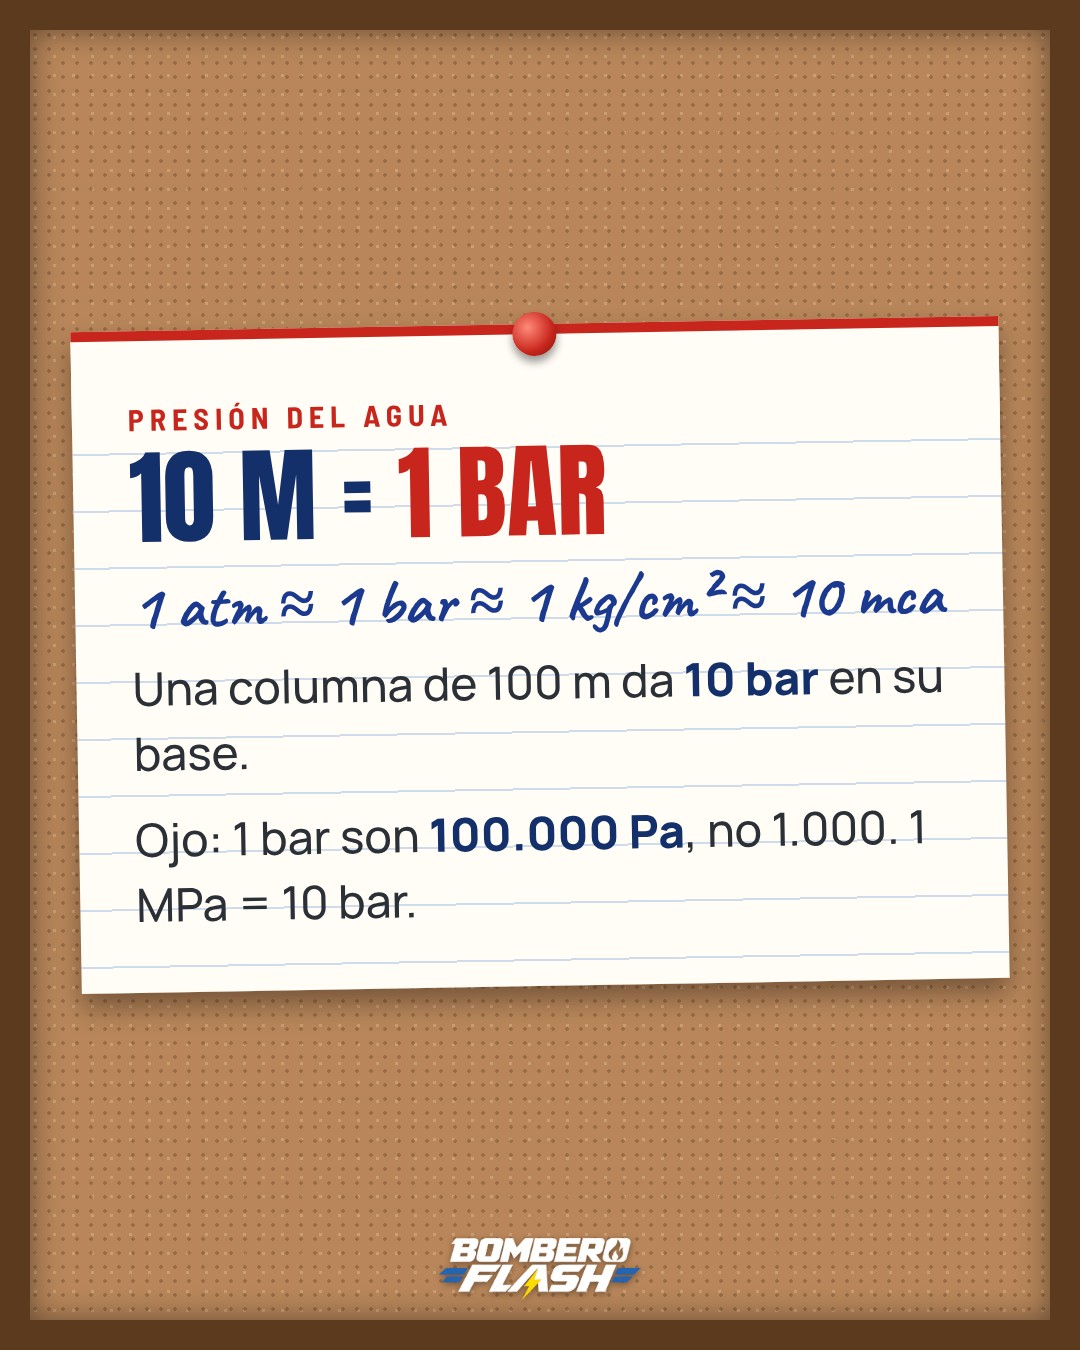 PRESIÓN DEL AGUA
10 M = 1 BAR
1 atm ≈ 1 bar ≈ 1 kg/cm² ≈ 10 mca
Una columna de 100 m da 10 bar en su
base.
Ojo: 1 bar son 100.000 Pa, no 1.000. 1
MPa = 10 bar.
BOMBERO
FLASH